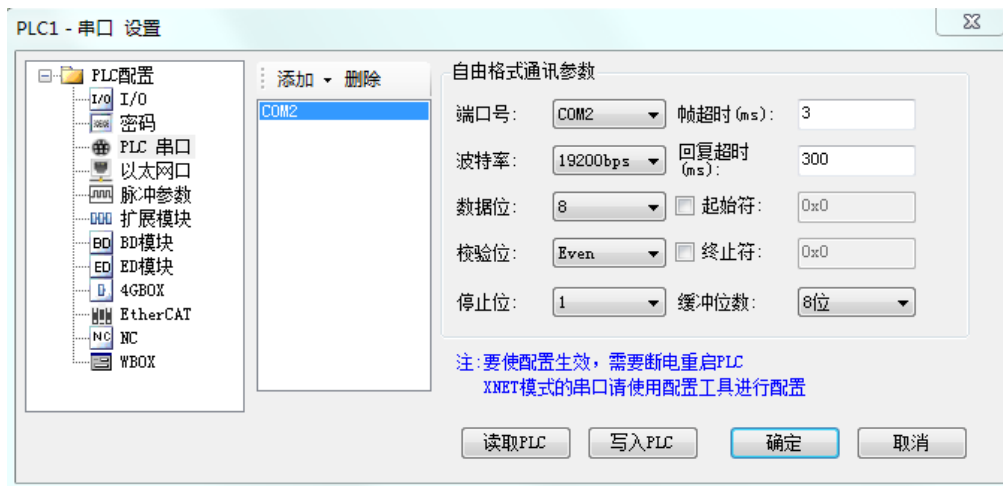 PLC1 - 串口 设置
PLC配置
I/O I/O
密码
PLC 串口
以太网口
脉冲参数
扩展模块
BD BD模块
ED ED模块
4GBOX
EtherCAT
NC NC
WBOX
添加 删除
COM2
自由格式通讯参数
端口号: COM2 帧超时(ms): 3
波特率: 19200bps 回复超时(ms): 300
数据位: 8 起始符: 0x0
校验位: Even 终止符: 0x0
停止位: 1 缓冲位数: 8位
注:要使配置生效，需要断电重启PLC
XNET模式的串口请使用配置工具进行配置
读取PLC 写入PLC 确定 取消